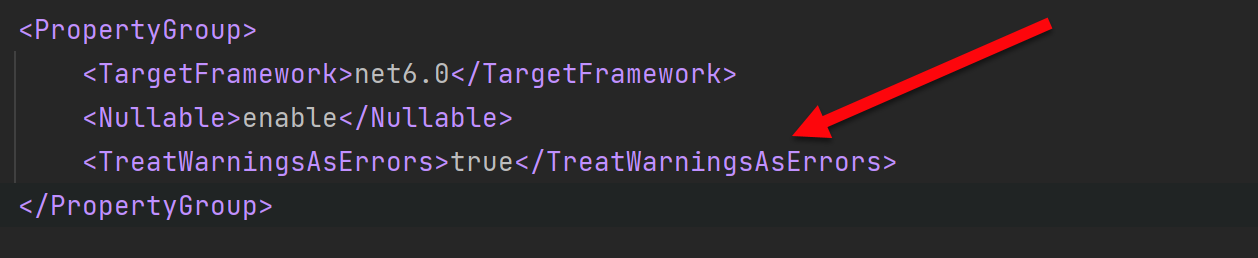 <PropertyGroup>
    <TargetFramework>net6.0</TargetFramework>
    <Nullable>enable</Nullable>
    <TreatWarningsAsErrors>true</TreatWarningsAsErrors>
</PropertyGroup>